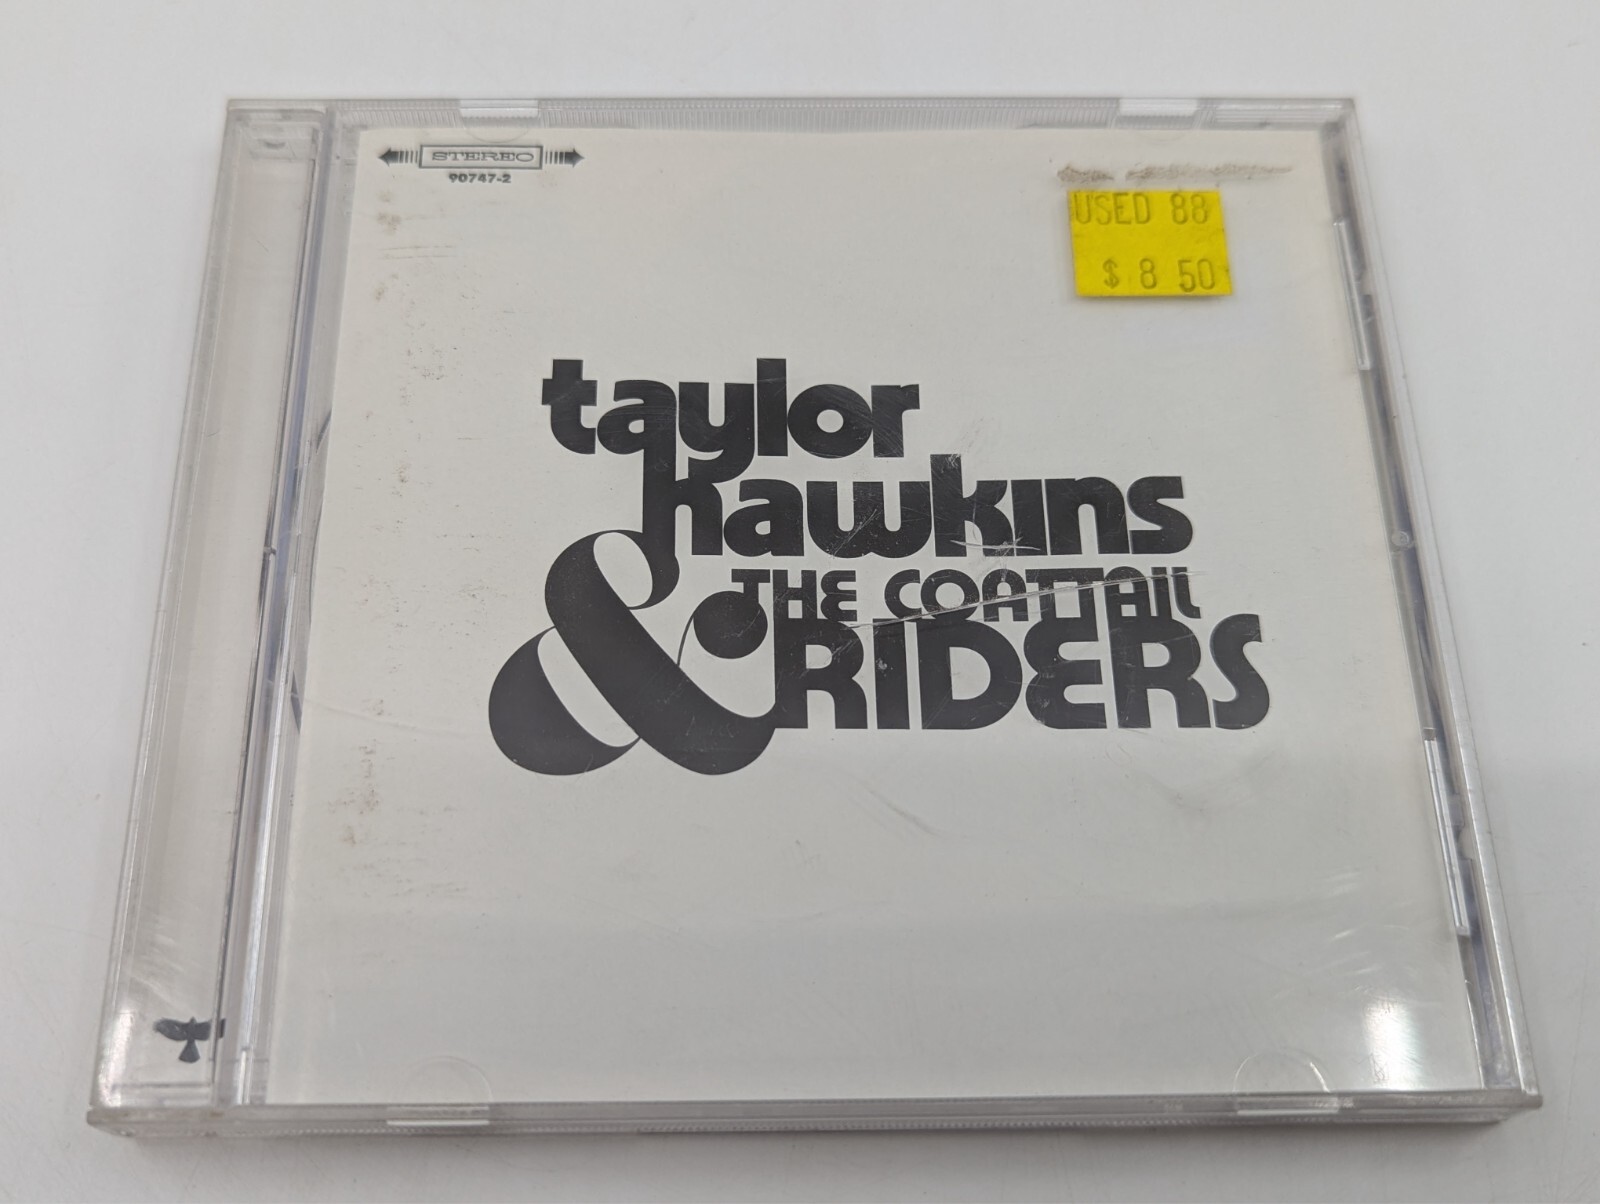 STEREO
90747-2
USED 88
$ 8 50
taylor
hawkins
& THE COATTAIL
RIDERS